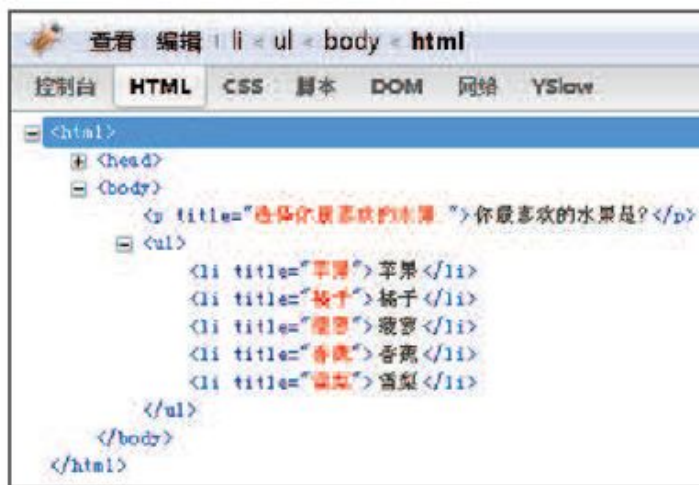 查看 编辑 li < ul < body < html
控制台 HTML CSS 脚本 DOM 网络 YSlow
<html>
<head>
<body>
<p title="选择你最喜欢的水果.">你最喜欢的水果是?</p>
<ul>
<li title="苹果">苹果</li>
<li title="橘子">橘子</li>
<li title="菠萝">菠萝</li>
<li title="香蕉">香蕉</li>
<li title="雪梨">雪梨</li>
</ul>
</body>
</html>